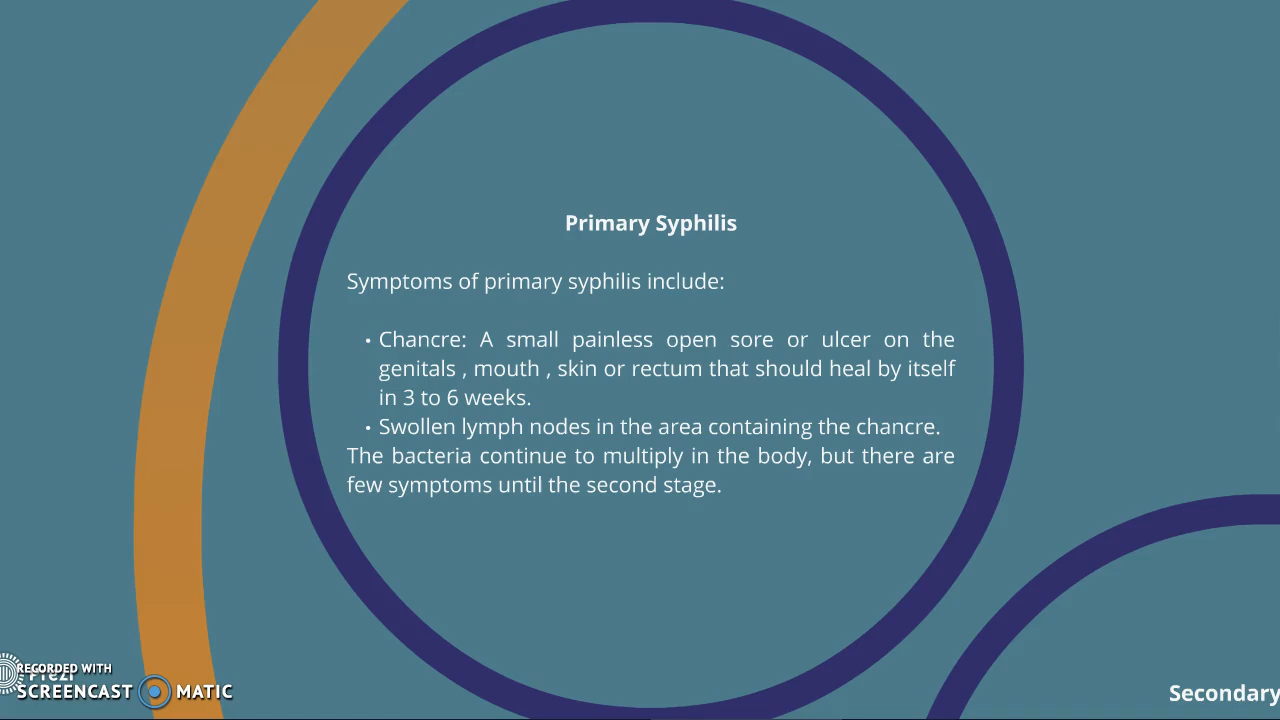 Primary Syphilis
Symptoms of primary syphilis include:
• Chancre: A small painless open sore or ulcer on the
genitals , mouth , skin or rectum that should heal by itself
in 3 to 6 weeks.
• Swollen lymph nodes in the area containing the chancre.
The bacteria continue to multiply in the body, but there are
few symptoms until the second stage.
Secondary
Prezi
RECORDED WITH
SCREENCAST MATIC